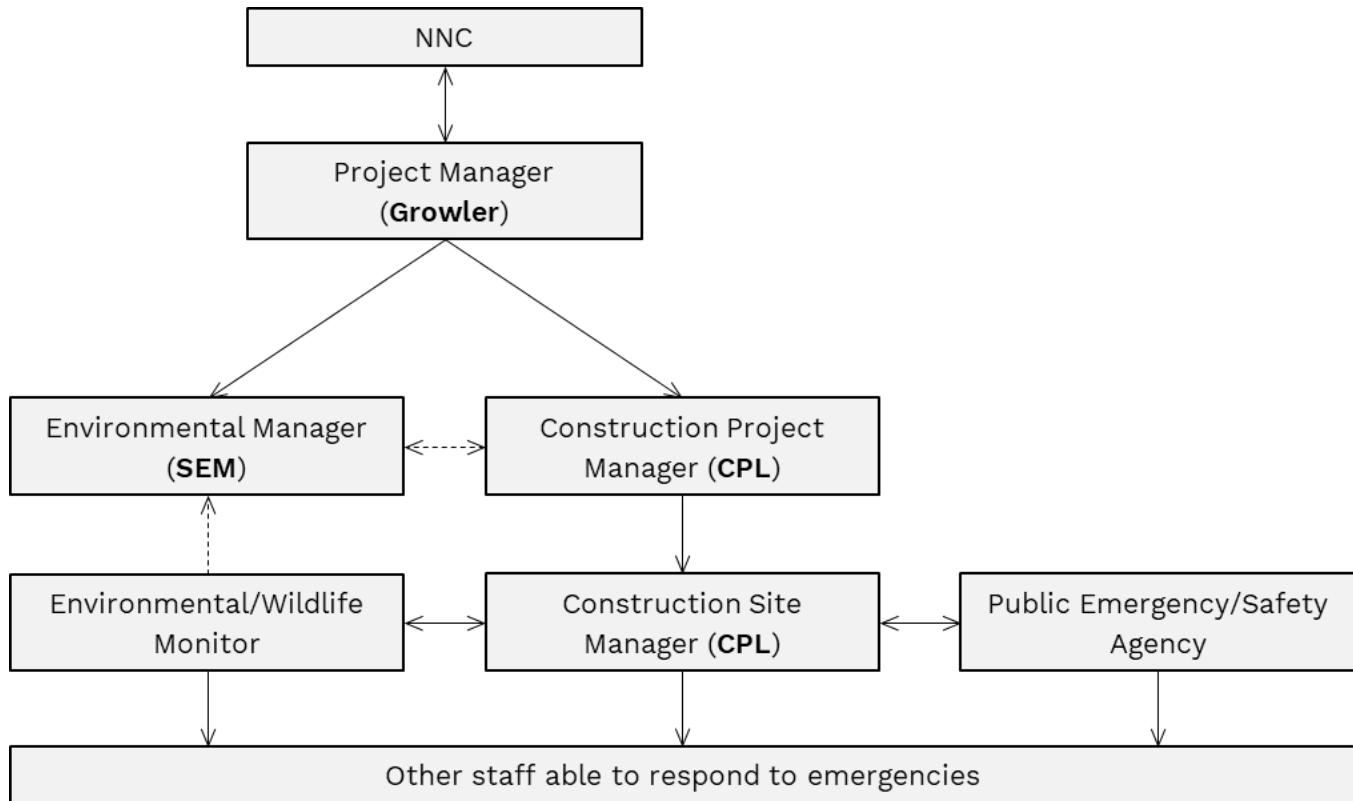 NNC
Project Manager
(Growler)
Environmental Manager
(SEM)
Construction Project
Manager (CPL)
Environmental/Wildlife
Monitor
Construction Site
Manager (CPL)
Public Emergency/Safety
Agency
Other staff able to respond to emergencies